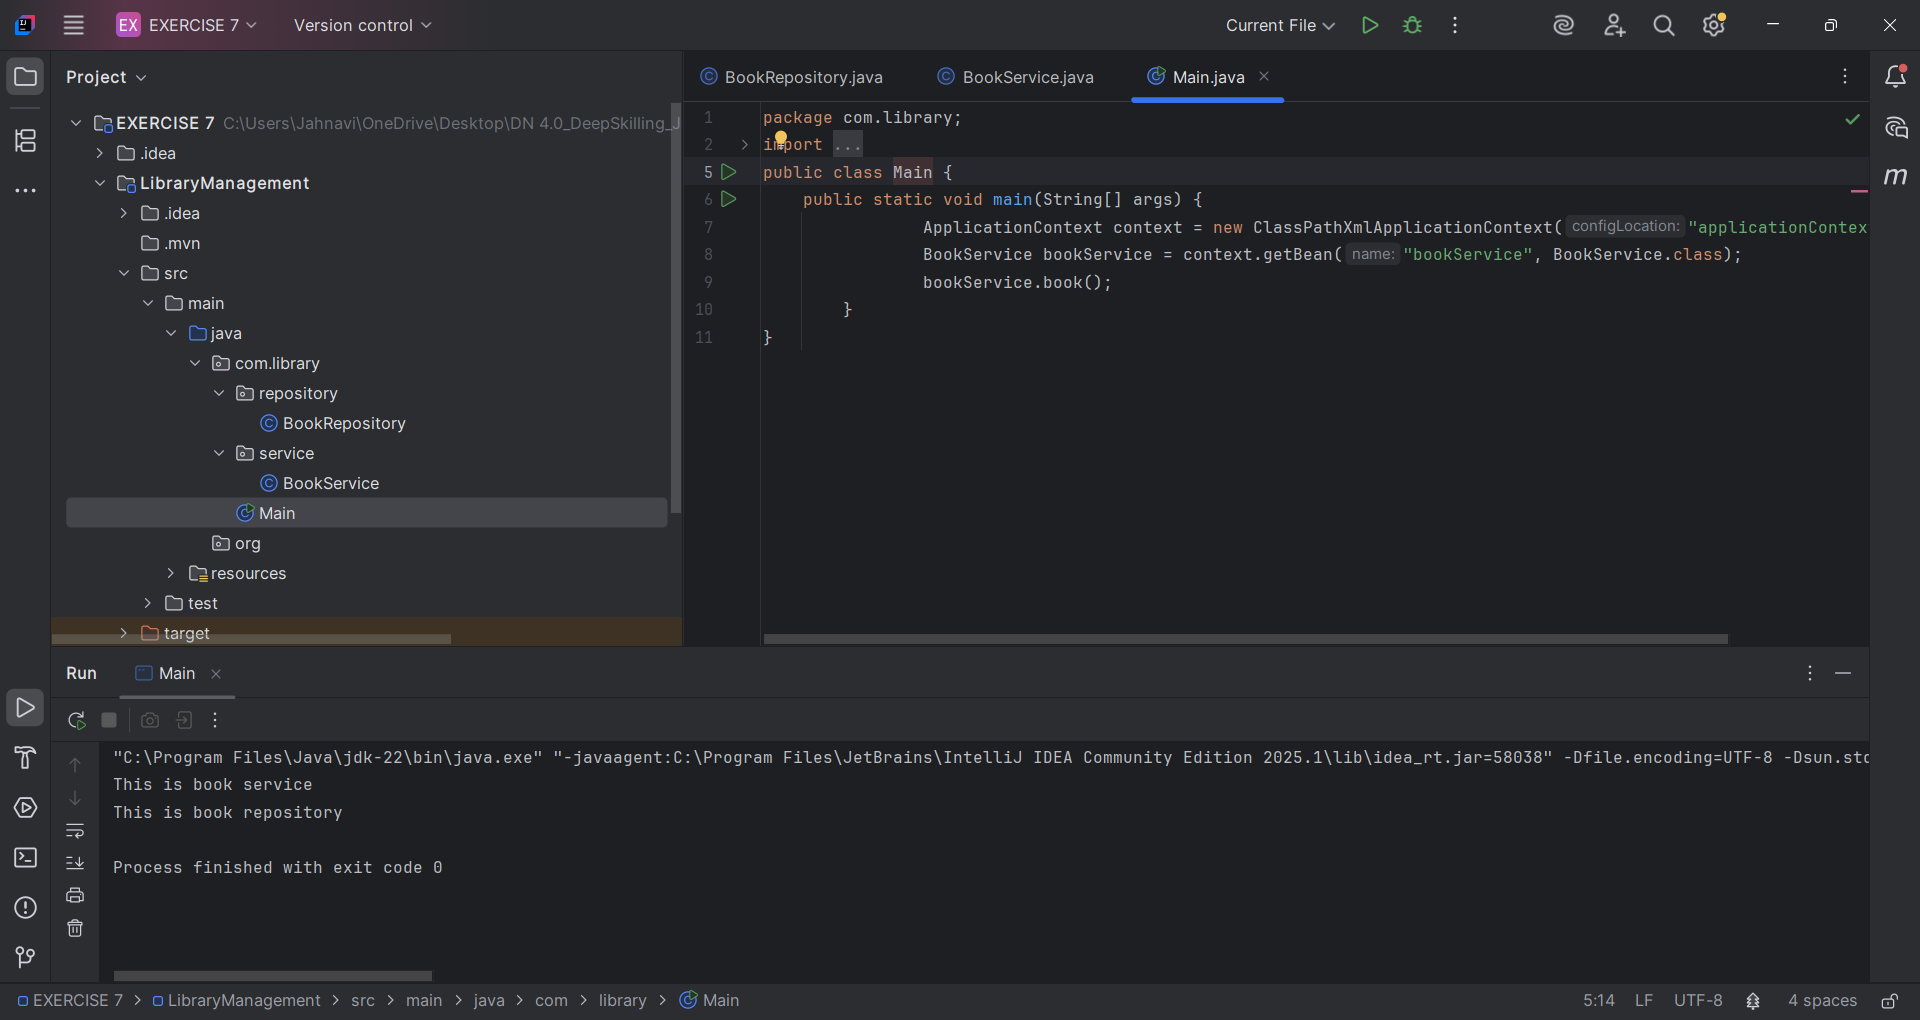 EX EXERCISE 7 Version control Current File
Project
BookRepository.java BookService.java Main.java
EXERCISE 7 C:\Users\Jahnavi\OneDrive\Desktop\DN 4.0_DeepSkilling_J
.idea
LibraryManagement
.idea
.mvn
src
main
java
com.library
repository
BookRepository
service
BookService
Main
org
resources
test
target
1 package com.library;
2 import ...
5 public class Main {
6 public static void main(String[] args) {
7 ApplicationContext context = new ClassPathXmlApplicationContext( configLocation: "applicationContex
8 BookService bookService = context.getBean( name: "bookService", BookService.class);
9 bookService.book();
10 }
11 }
m
Run Main
"C:\Program Files\Java\jdk-22\bin\java.exe" "-javaagent:C:\Program Files\JetBrains\IntelliJ IDEA Community Edition 2025.1\lib\idea_rt.jar=58038" -Dfile.encoding=UTF-8 -Dsun.std
This is book service
This is book repository
Process finished with exit code 0
EXERCISE 7 > LibraryManagement > src > main > java > com > library > Main 5:14 LF UTF-8 4 spaces